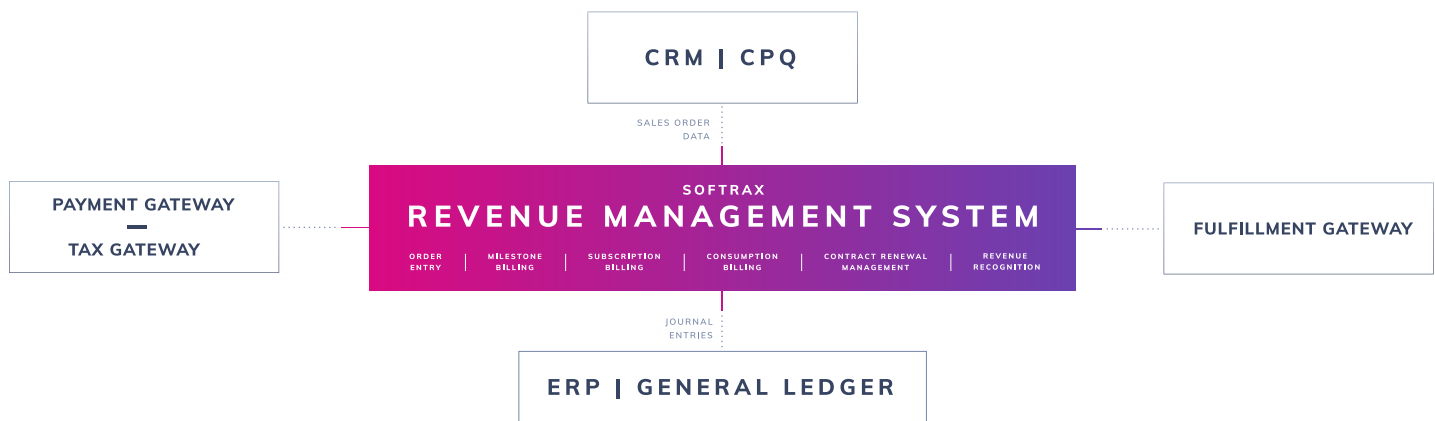 CRM | CPQ
SALES ORDER
DATA
PAYMENT GATEWAY
TAX GATEWAY
SOFTRAX
REVENUE MANAGEMENT SYSTEM
ORDER
ENTRY
MILESTONE
BILLING
SUBSCRIPTION
BILLING
CONSUMPTION
BILLING
CONTRACT RENEWAL
MANAGEMENT
REVENUE
RECOGNITION
FULFILLMENT GATEWAY
JOURNAL
ENTRIES
ERP | GENERAL LEDGER